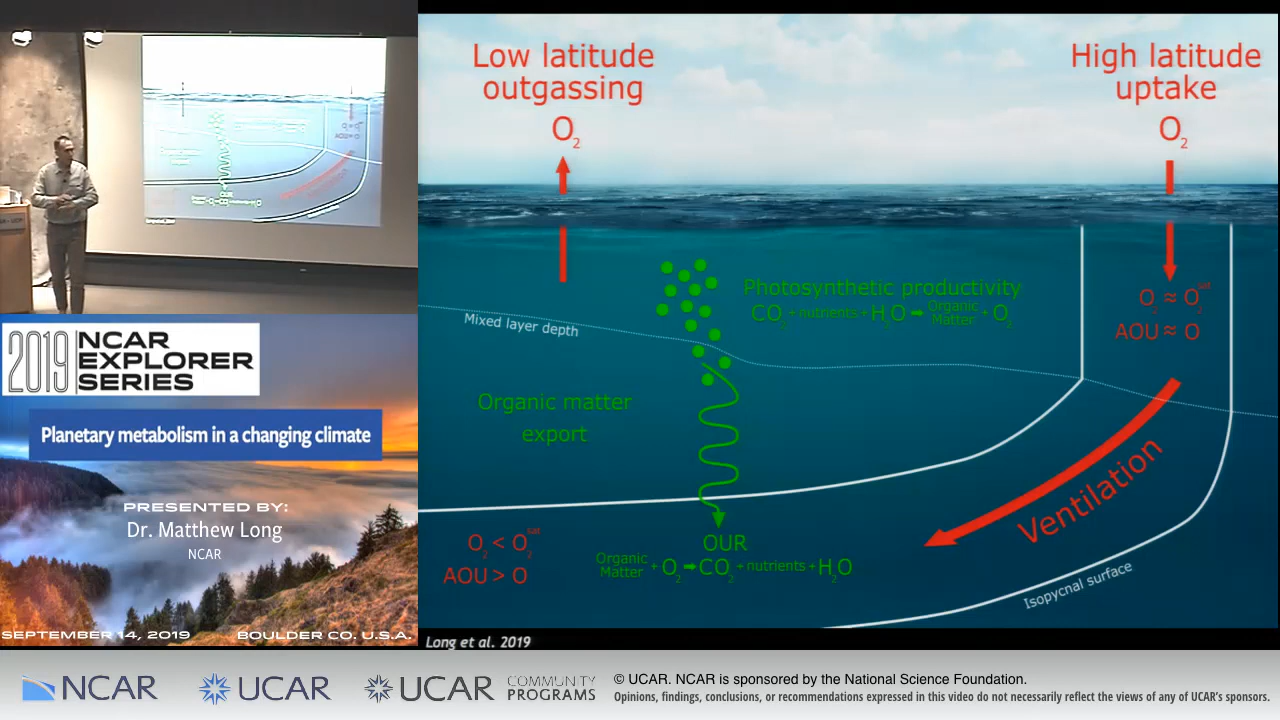 Low latitude
outgassing
O2
High latitude
uptake
O2
Photosynthetic productivity
CO2 + nutrients + H2O ➡ Organic Matter + O2
Mixed layer depth
O2 ≈ O2 sat
AOU ≈ O
Organic matter
export
Ventilation
O2 < O2 sat
AOU > O
OUR
Organic Matter + O2 ➡ CO2 + nutrients + H2O
Isopycnal surface
Long et al. 2019
2019 NCAR
EXPLORER
SERIES
Planetary metabolism in a changing climate
PRESENTED BY:
Dr. Matthew Long
NCAR
SEPTEMBER 14, 2019 BOULDER CO. U.S.A.
NCAR
UCAR
UCAR COMMUNITY PROGRAMS
© UCAR. NCAR is sponsored by the National Science Foundation.
Opinions, findings, conclusions, or recommendations expressed in this video do not necessarily reflect the views of any of UCAR's sponsors.